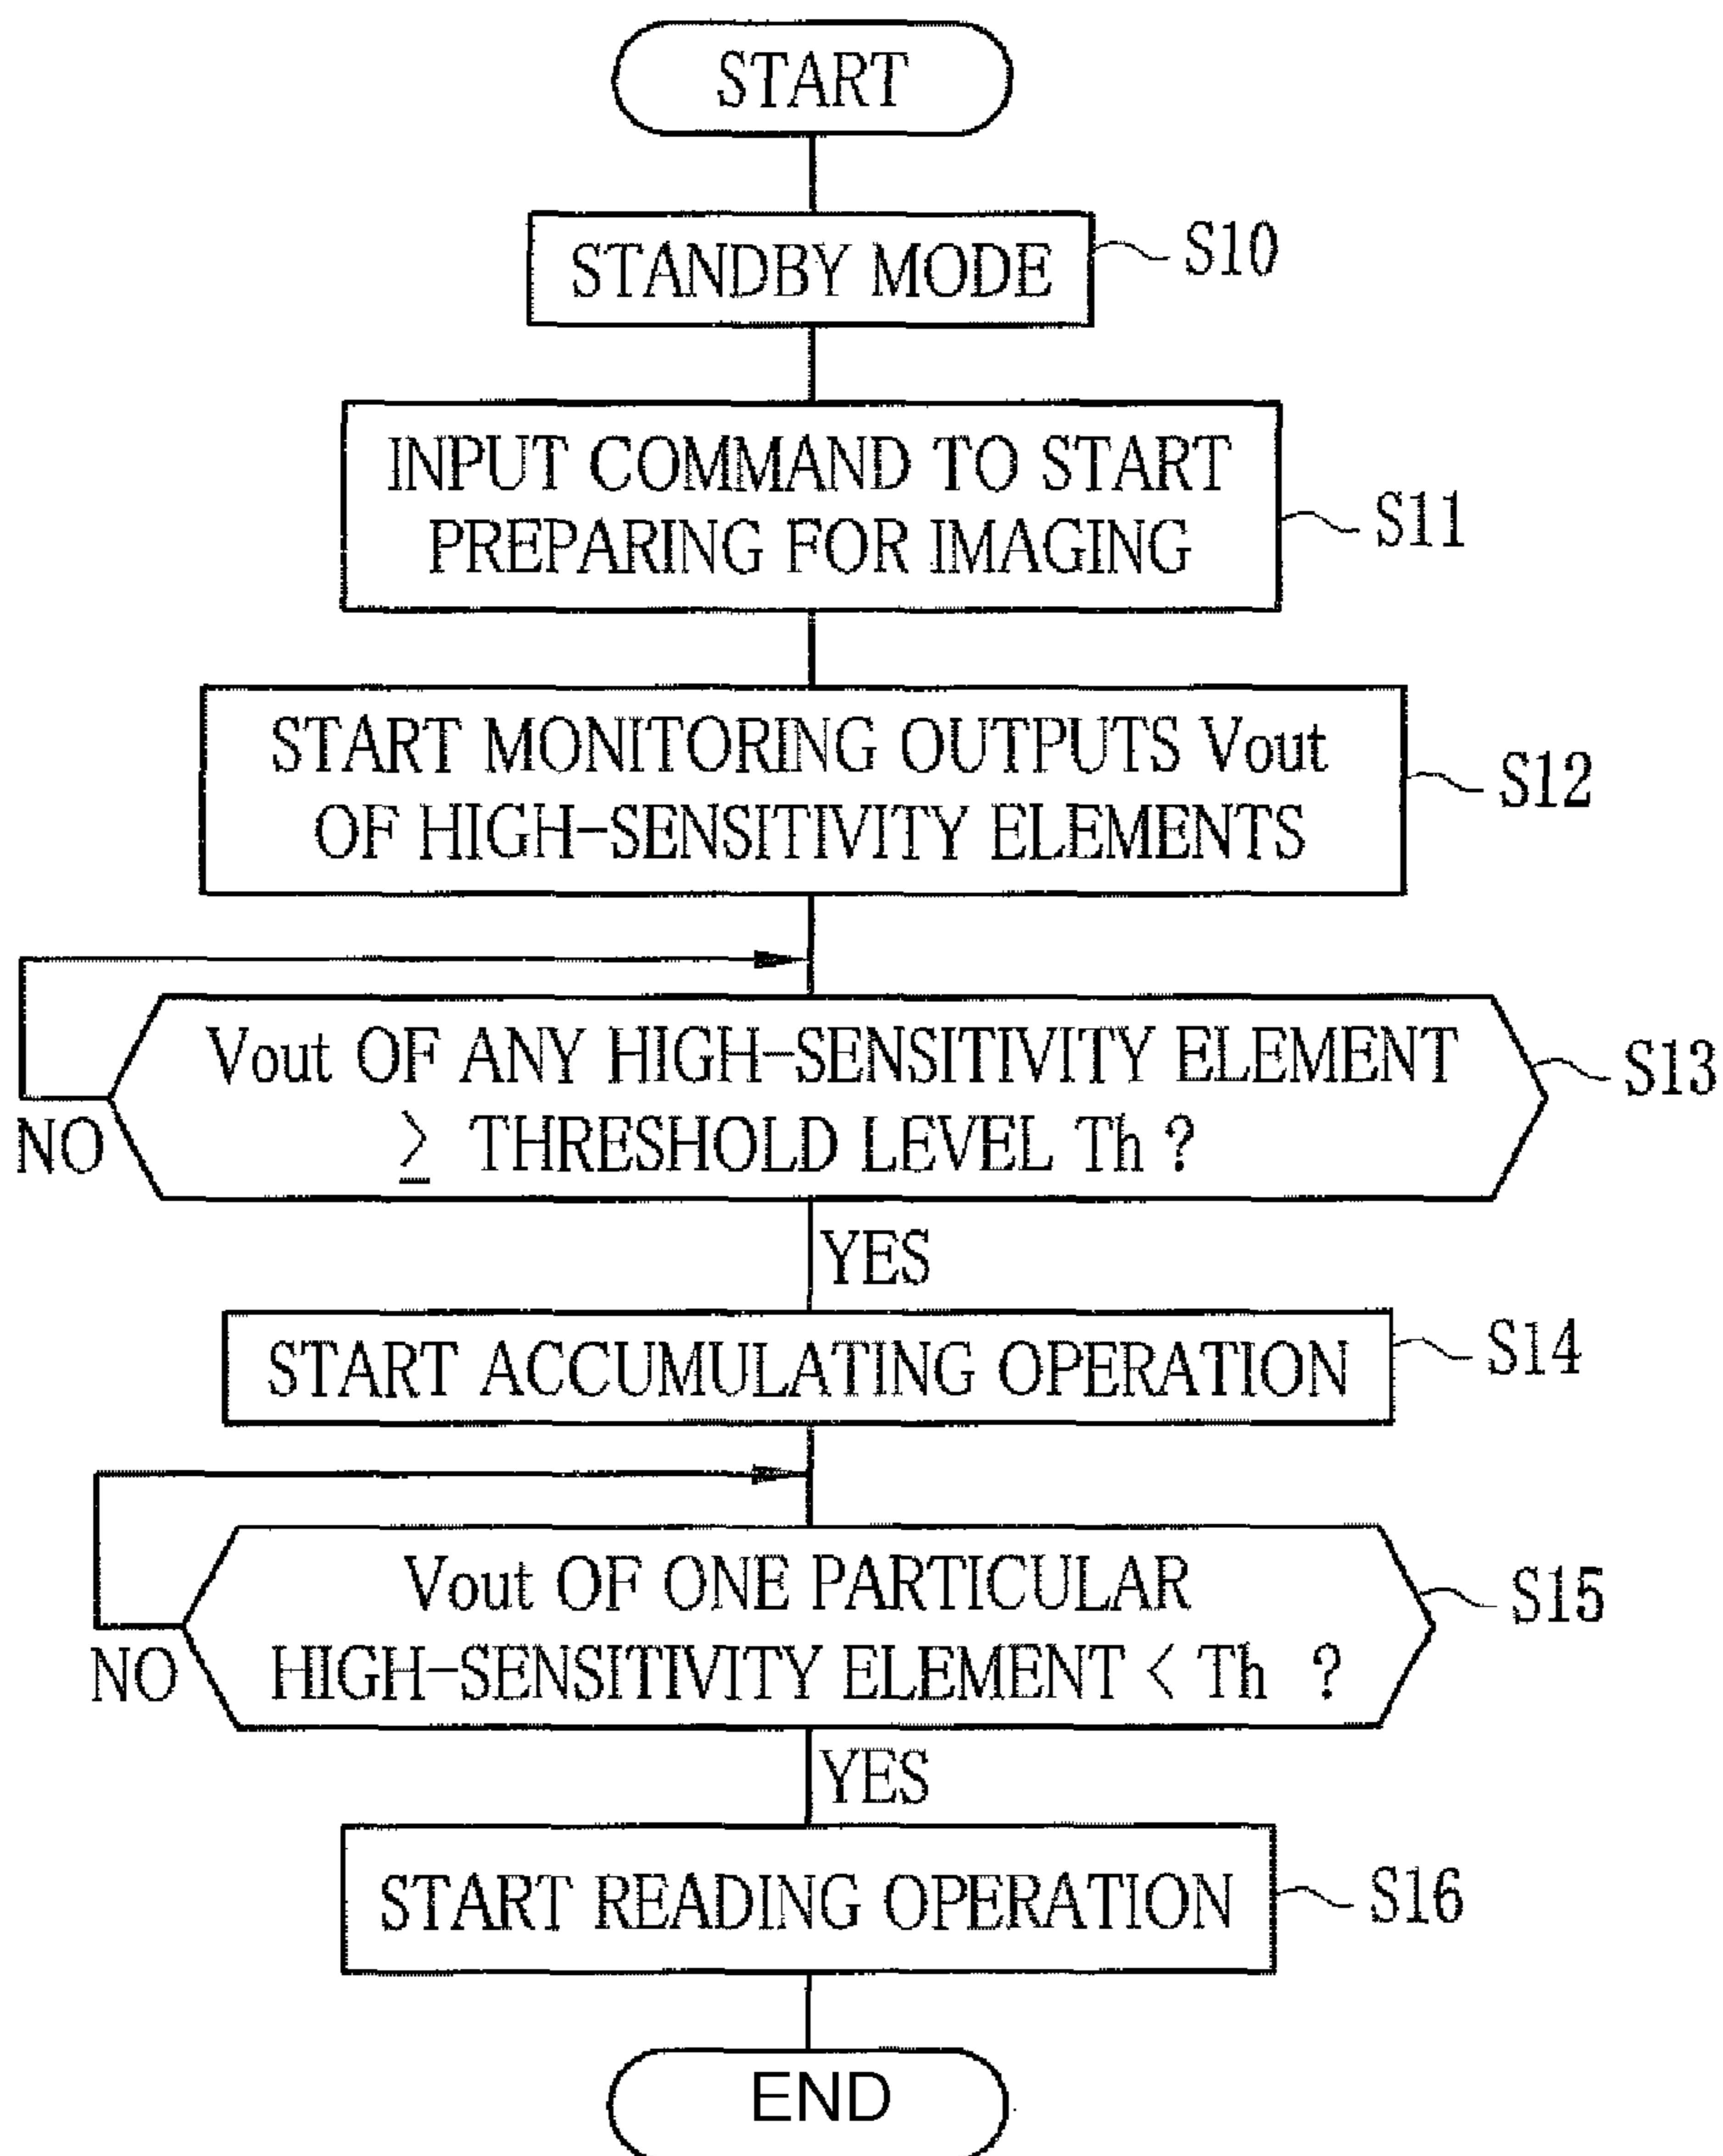 START
STANDBY MODE
S10
INPUT COMMAND TO START
PREPARING FOR IMAGING
S11
START MONITORING OUTPUTS Vout
OF HIGH-SENSITIVITY ELEMENTS
S12
Vout OF ANY HIGH-SENSITIVITY ELEMENT
≥ THRESHOLD LEVEL Th ?
S13
NO
YES
START ACCUMULATING OPERATION
S14
Vout OF ONE PARTICULAR
HIGH-SENSITIVITY ELEMENT < Th ?
S15
NO
YES
START READING OPERATION
S16
END